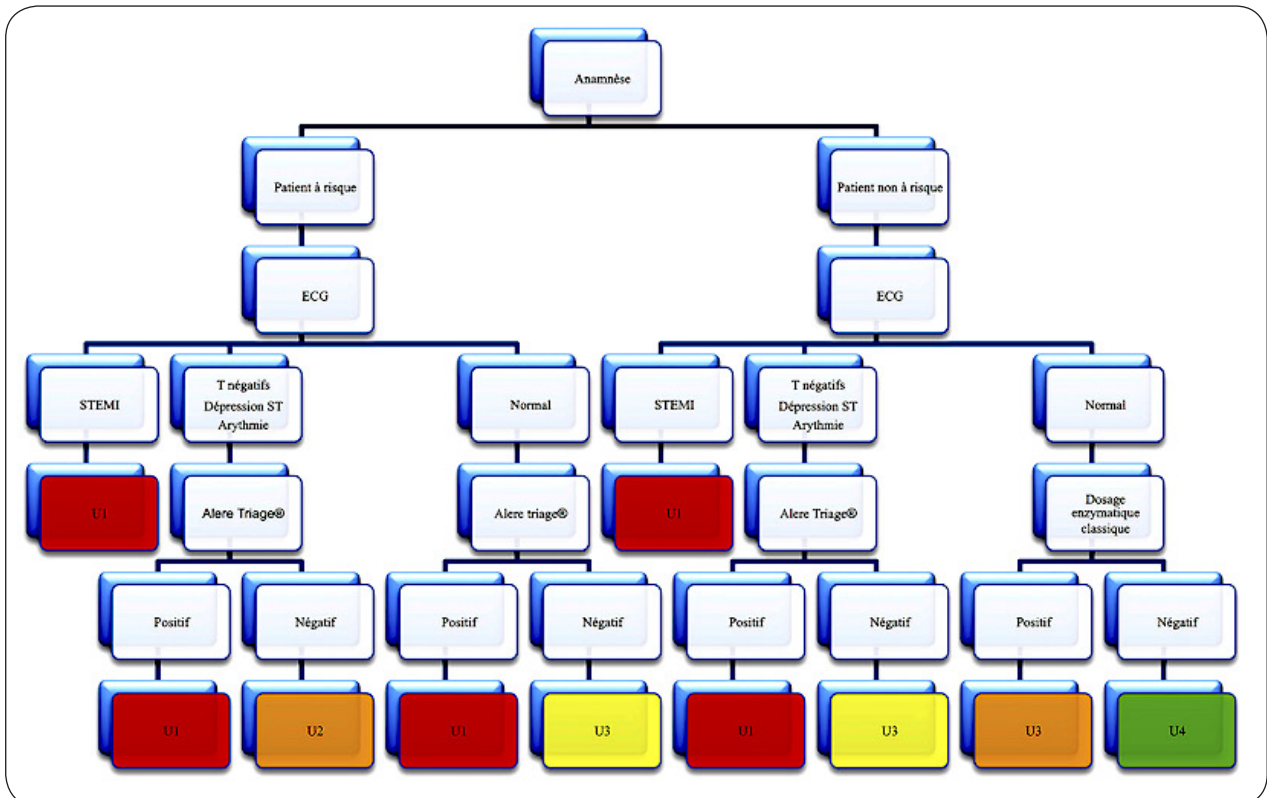 Anamnèse
Patient à risque
Patient non à risque
ECG
ECG
STEMI
T négatifs
Dépression ST
Arythmie
Normal
STEMI
T négatifs
Dépression ST
Arythmie
Normal
U1
Alere Triage®
Alere triage®
U1
Alere Triage®
Dosage
enzymatique
classique
Positif
Négatif
Positif
Négatif
Positif
Négatif
Positif
Négatif
U1
U2
U1
U3
U1
U3
U3
U4